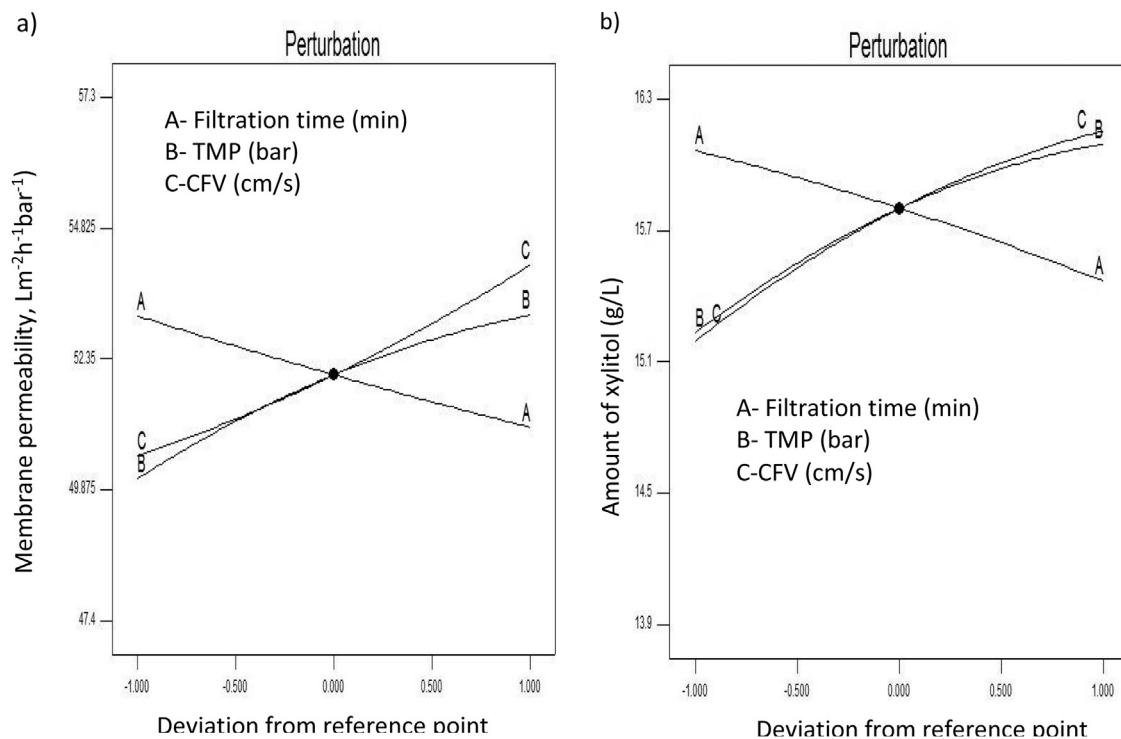 a)
Perturbation
57.3
54.825
52.35
49.875
47.4
Membrane permeability, Lm-2h-1bar-1
A- Filtration time (min)
B- TMP (bar)
C-CFV (cm/s)
A
C
B
C
B
A
-1.000
-0.500
0.000
0.500
1.000
Deviation from reference point
b)
Perturbation
16.3
15.7
15.1
14.5
13.9
Amount of xylitol (g/L)
A
C
B
B
C
A
A- Filtration time (min)
B- TMP (bar)
C-CFV (cm/s)
-1.000
-0.500
0.000
0.500
1.000
Deviation from reference point